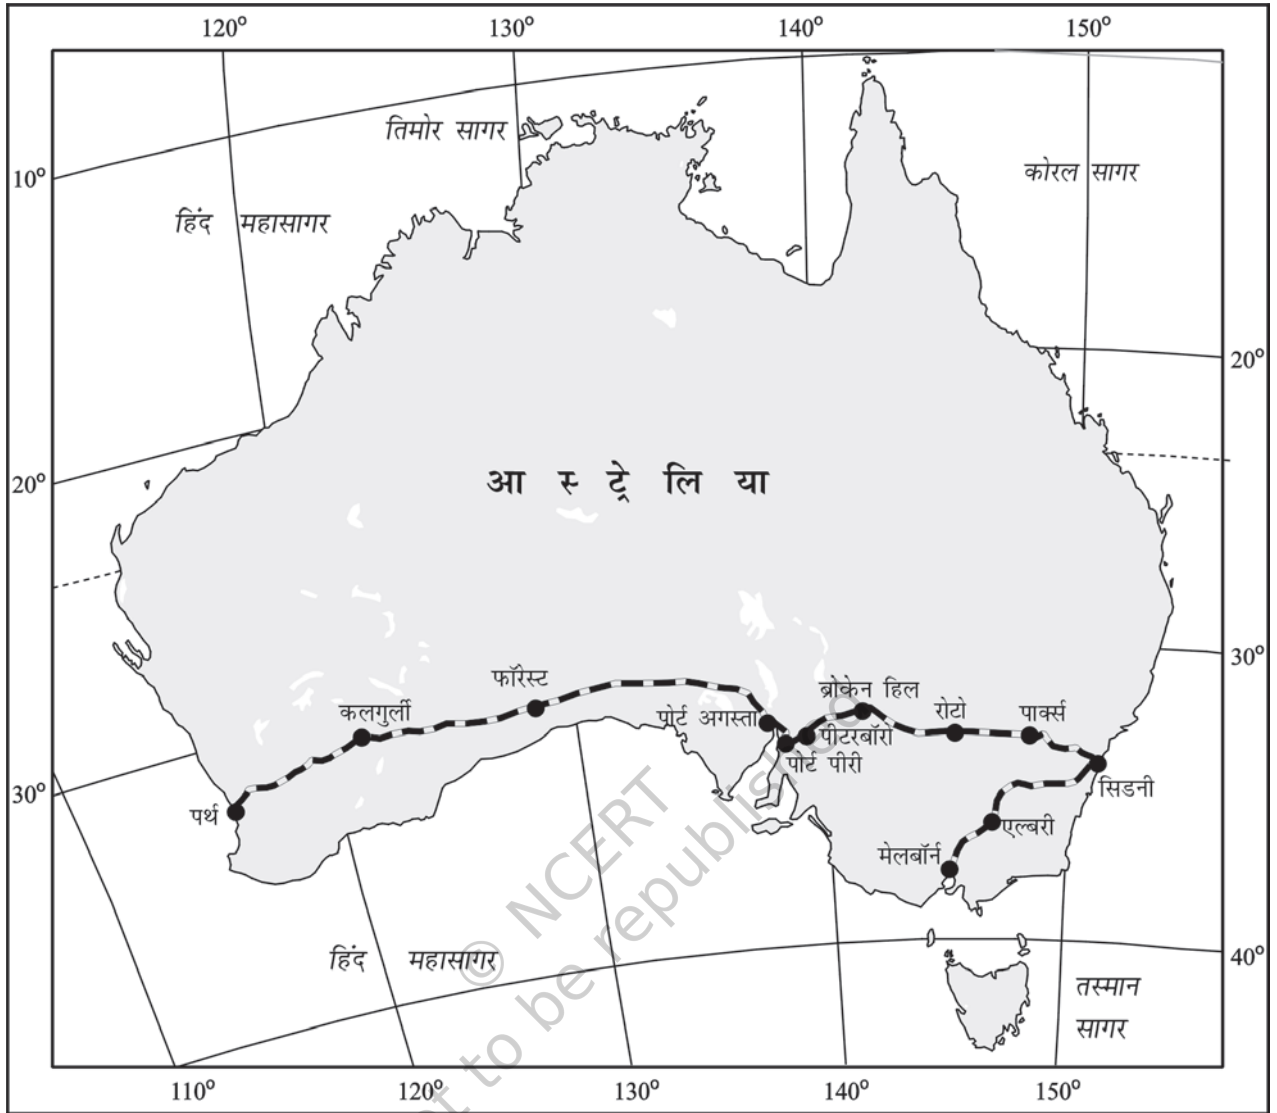 120° 130° 140° 150°
तिमोर सागर
कोरल सागर
10°
हिंद महासागर
20°
आ स्ट्रे लि या
20°
30°
फॉरेस्ट
ब्रोकेन हिल
कलगुर्ली
पोर्ट अगस्ता
रोटो
पार्क्स
पीटरबॉरो
पोर्ट पीरी
सिडनी
30°
पर्थ
एल्बरी
मेलबॉर्न
© NCERT
not to be republished
हिंद महासागर
40°
तस्मान
सागर
110° 120° 130° 140° 150°